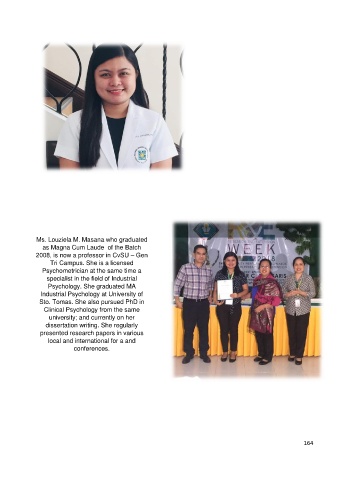 Ms. Louziela M. Masana who graduated
as Magna Cum Laude of the Batch
2008, is now a professor in CvSU – Gen
Tri Campus. She is a licensed
Psychometrician at the same time a
specialist in the field of Industrial
Psychology. She graduated MA
Industrial Psychology at University of
Sto. Tomas. She also pursued PhD in
Clinical Psychology from the same
university; and currently on her
dissertation writing. She regularly
presented research papers in various
local and international for a and
conferences.
WEEK
164